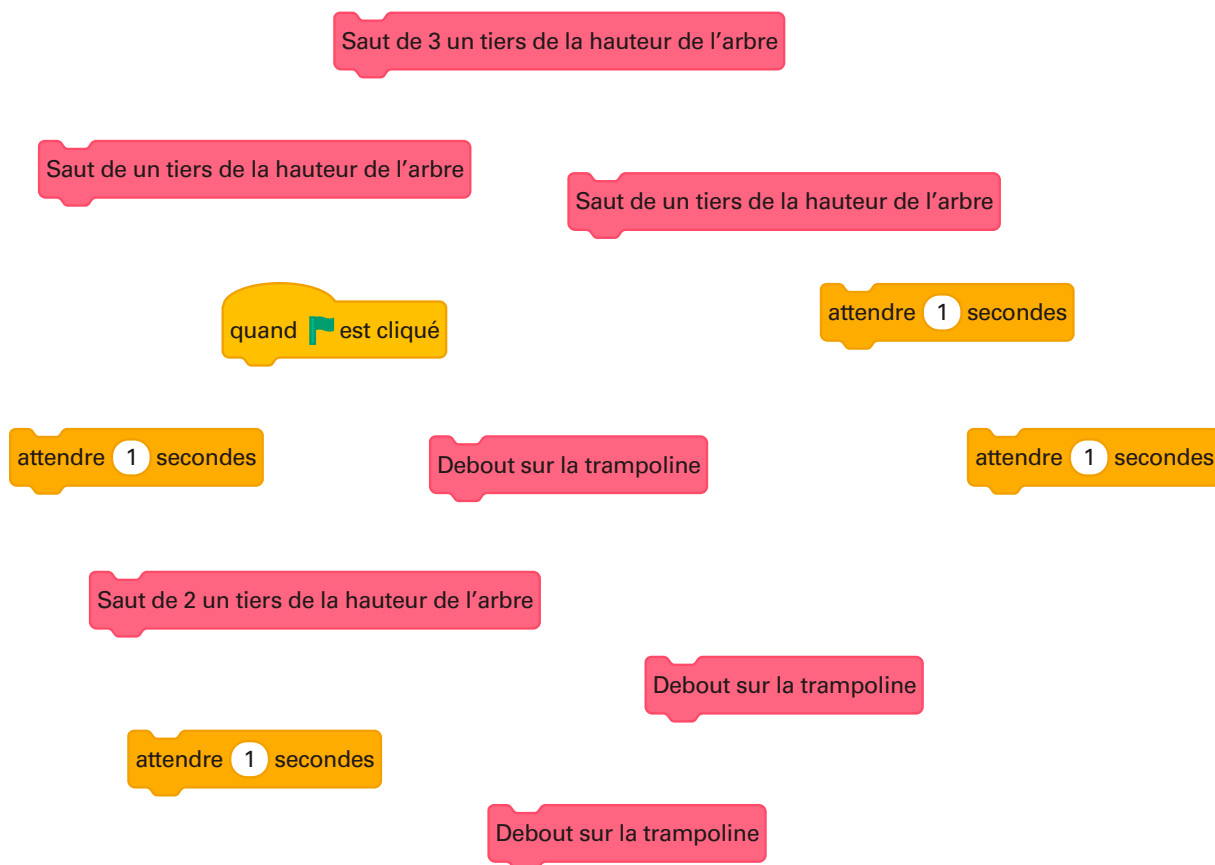 Saut de 3 un tiers de la hauteur de l’arbre
Saut de un tiers de la hauteur de l’arbre
Saut de un tiers de la hauteur de l’arbre
attendre 1 secondes
quand est cliqué
attendre 1 secondes
Debout sur la trampoline
attendre 1 secondes
Saut de 2 un tiers de la hauteur de l’arbre
Debout sur la trampoline
attendre 1 secondes
Debout sur la trampoline